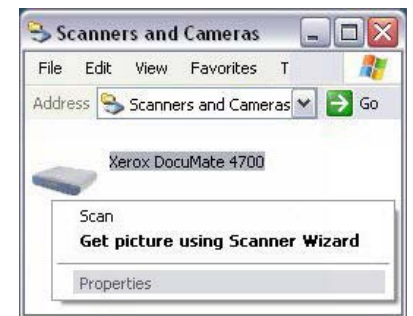 Scanners and Cameras
File Edit View Favorites T
Address Scanners and Cameras Go
Xerox DocuMate 4700
Scan
Get picture using Scanner Wizard
Properties